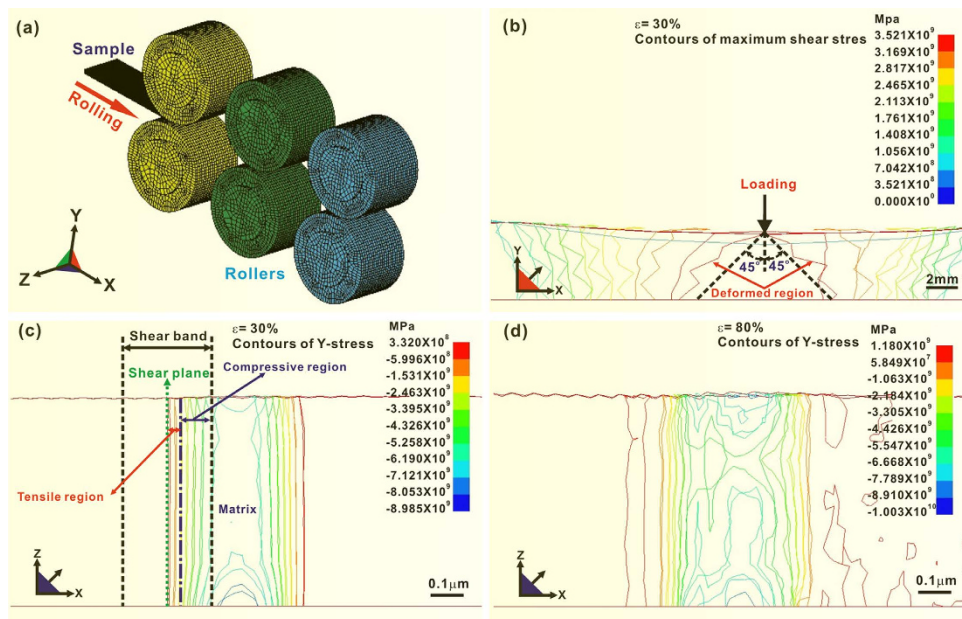 (a)
Sample
Rolling
Rollers
Y
Z
X
(b)
ε= 30%
Contours of maximum shear stres
Mpa
3.521X10⁹
3.169X10⁹
2.817X10⁹
2.465X10⁹
2.113X10⁹
1.761X10⁹
1.408X10⁹
1.056X10⁹
7.042X10⁸
3.521X10⁸
0.000X10⁰
Loading
45° 45°
Deformed region
Y
X
2mm
(c)
Shear band
ε= 30%
Contours of Y-stress
Shear plane
Compressive region
Tensile region
Matrix
MPa
3.320X10⁸
-5.996X10⁸
-1.531X10⁹
-2.463X10⁹
-3.395X10⁹
-4.326X10⁹
-5.258X10⁹
-6.190X10⁹
-7.121X10⁹
-8.053X10⁹
-8.985X10⁹
Z
X
0.1μm
(d)
ε= 80%
Contours of Y-stress
MPa
1.180X10⁹
5.849X10⁷
-1.063X10⁹
-2.184X10⁹
-3.305X10⁹
-4.426X10⁹
-5.547X10⁹
-6.668X10⁹
-7.789X10⁹
-8.910X10⁹
-1.003X10¹⁰
Z
X
0.1μm